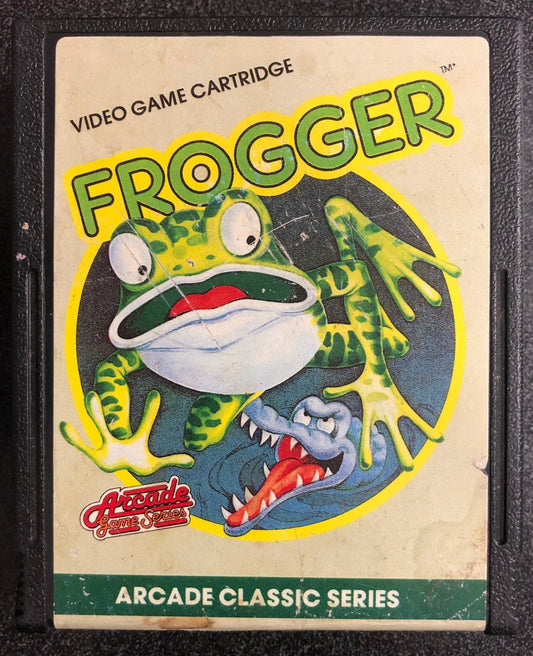 VIDEO GAME CARTRIDGE
FROGGER
TM
Arcade
Game Series
ARCADE CLASSIC SERIES